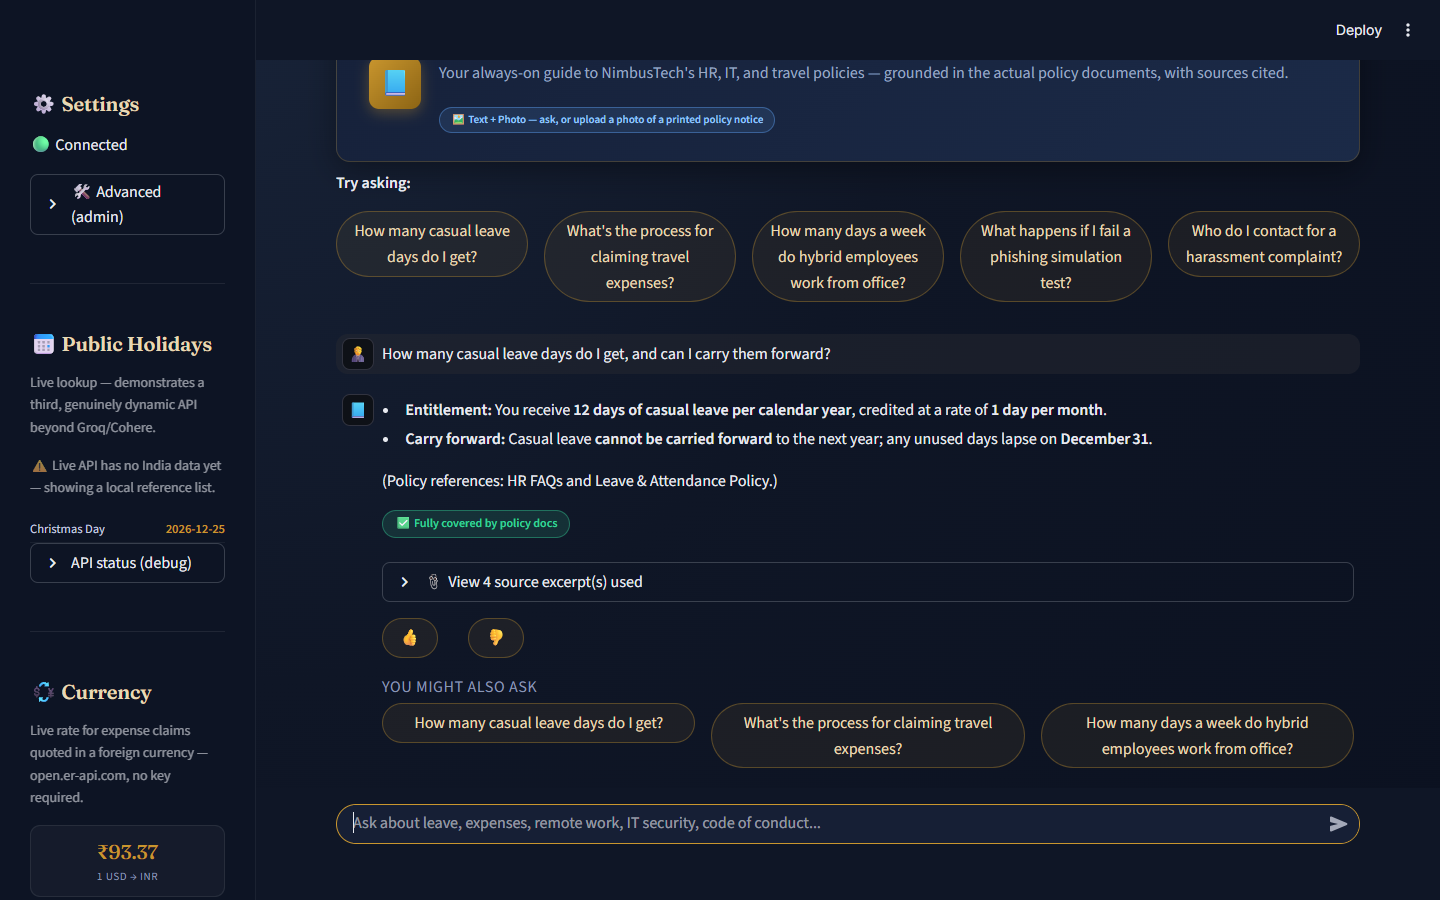 Deploy
Settings
Connected
Advanced
(admin)
Public Holidays
Live lookup — demonstrates a
third, genuinely dynamic API
beyond Groq/Cohere.
Live API has no India data yet
— showing a local reference list.
Christmas Day 2026-12-25
API status (debug)
Currency
Live rate for expense claims
quoted in a foreign currency —
open.er-api.com, no key
required.
₹93.37
1 USD → INR
Your always-on guide to NimbusTech's HR, IT, and travel policies — grounded in the actual policy documents, with sources cited.
Text + Photo — ask, or upload a photo of a printed policy notice
Try asking:
How many casual leave
days do I get?
What's the process for
claiming travel
expenses?
How many days a week
do hybrid employees
work from office?
What happens if I fail a
phishing simulation
test?
Who do I contact for a
harassment complaint?
How many casual leave days do I get, and can I carry them forward?
• Entitlement: You receive 12 days of casual leave per calendar year, credited at a rate of 1 day per month.
• Carry forward: Casual leave cannot be carried forward to the next year; any unused days lapse on December 31.
(Policy references: HR FAQs and Leave & Attendance Policy.)
Fully covered by policy docs
View 4 source excerpt(s) used
YOU MIGHT ALSO ASK
How many casual leave days do I get?
What's the process for claiming travel
expenses?
How many days a week do hybrid
employees work from office?
Ask about leave, expenses, remote work, IT security, code of conduct...